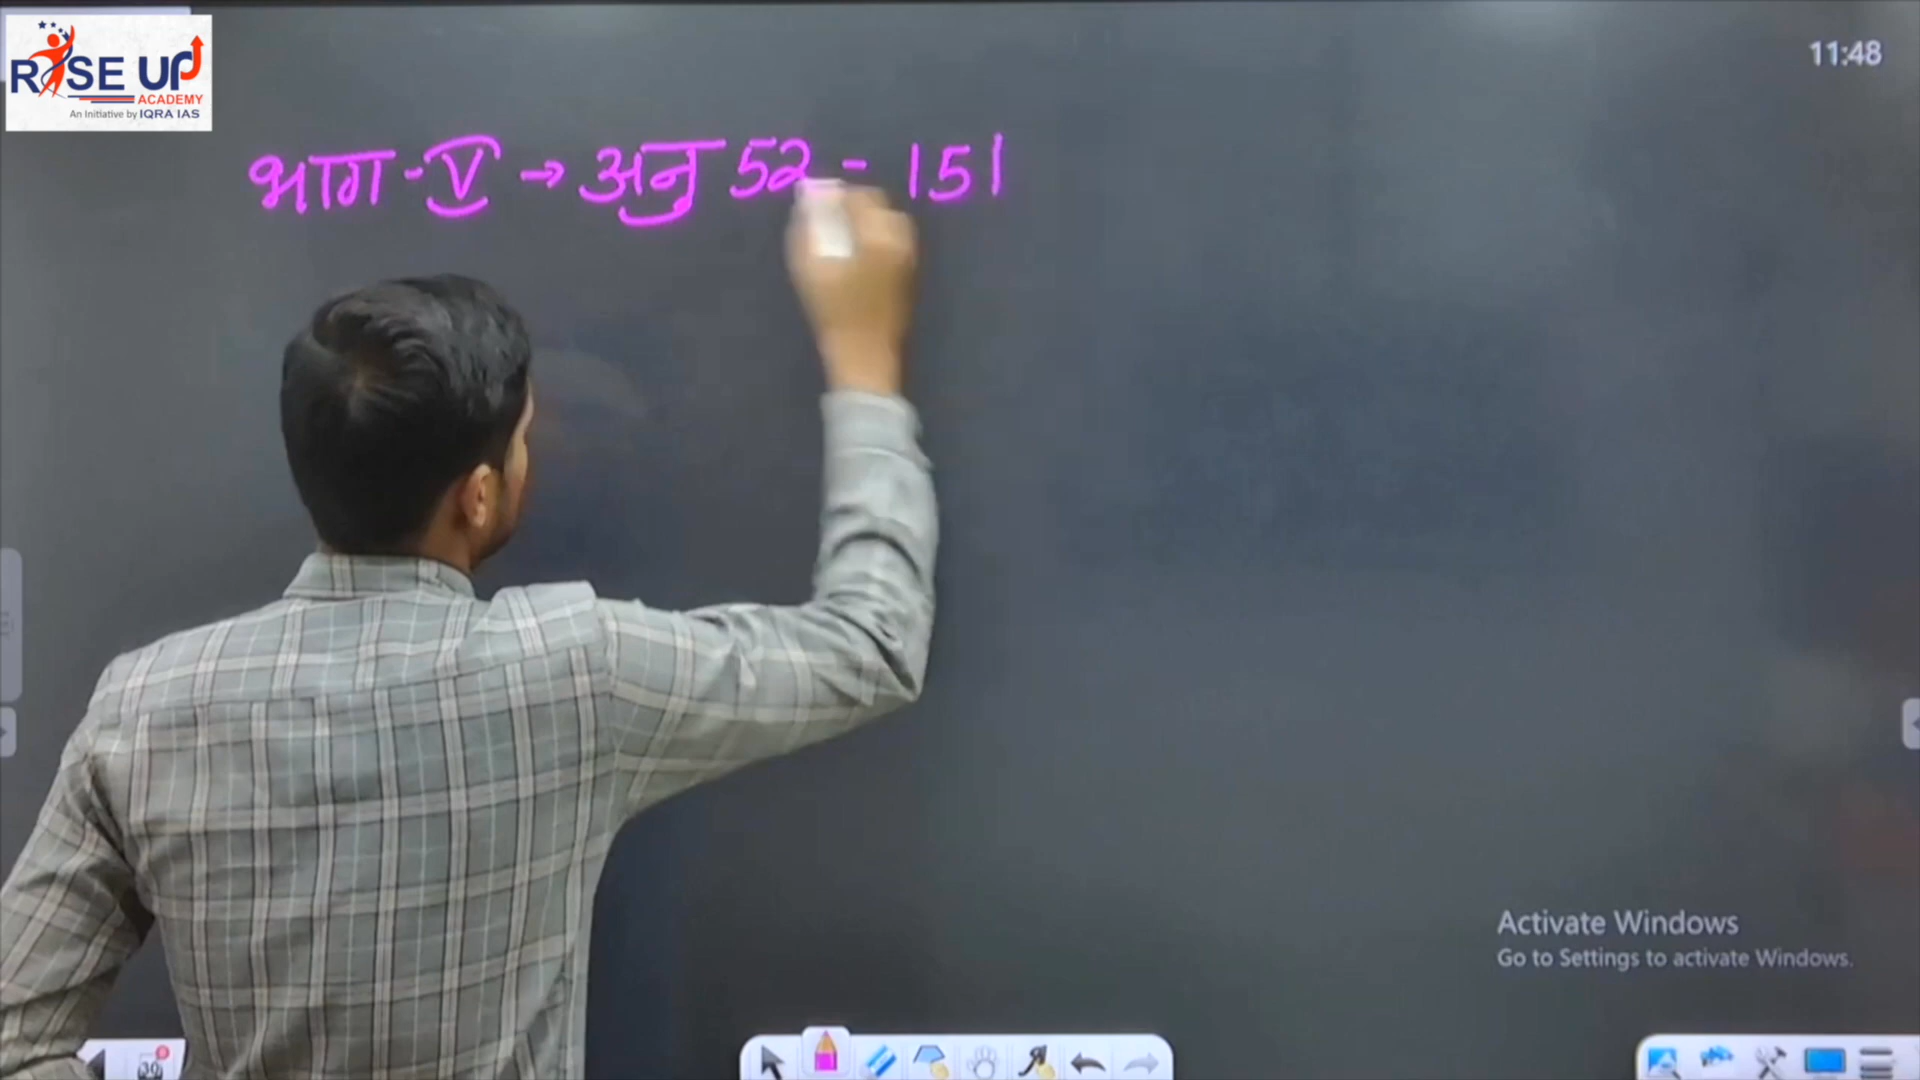 RISE UP
ACADEMY
An Initiative by IQRA IAS
11:48
भाग-V → अनु 52 - 151
Activate Windows
Go to Settings to activate Windows.